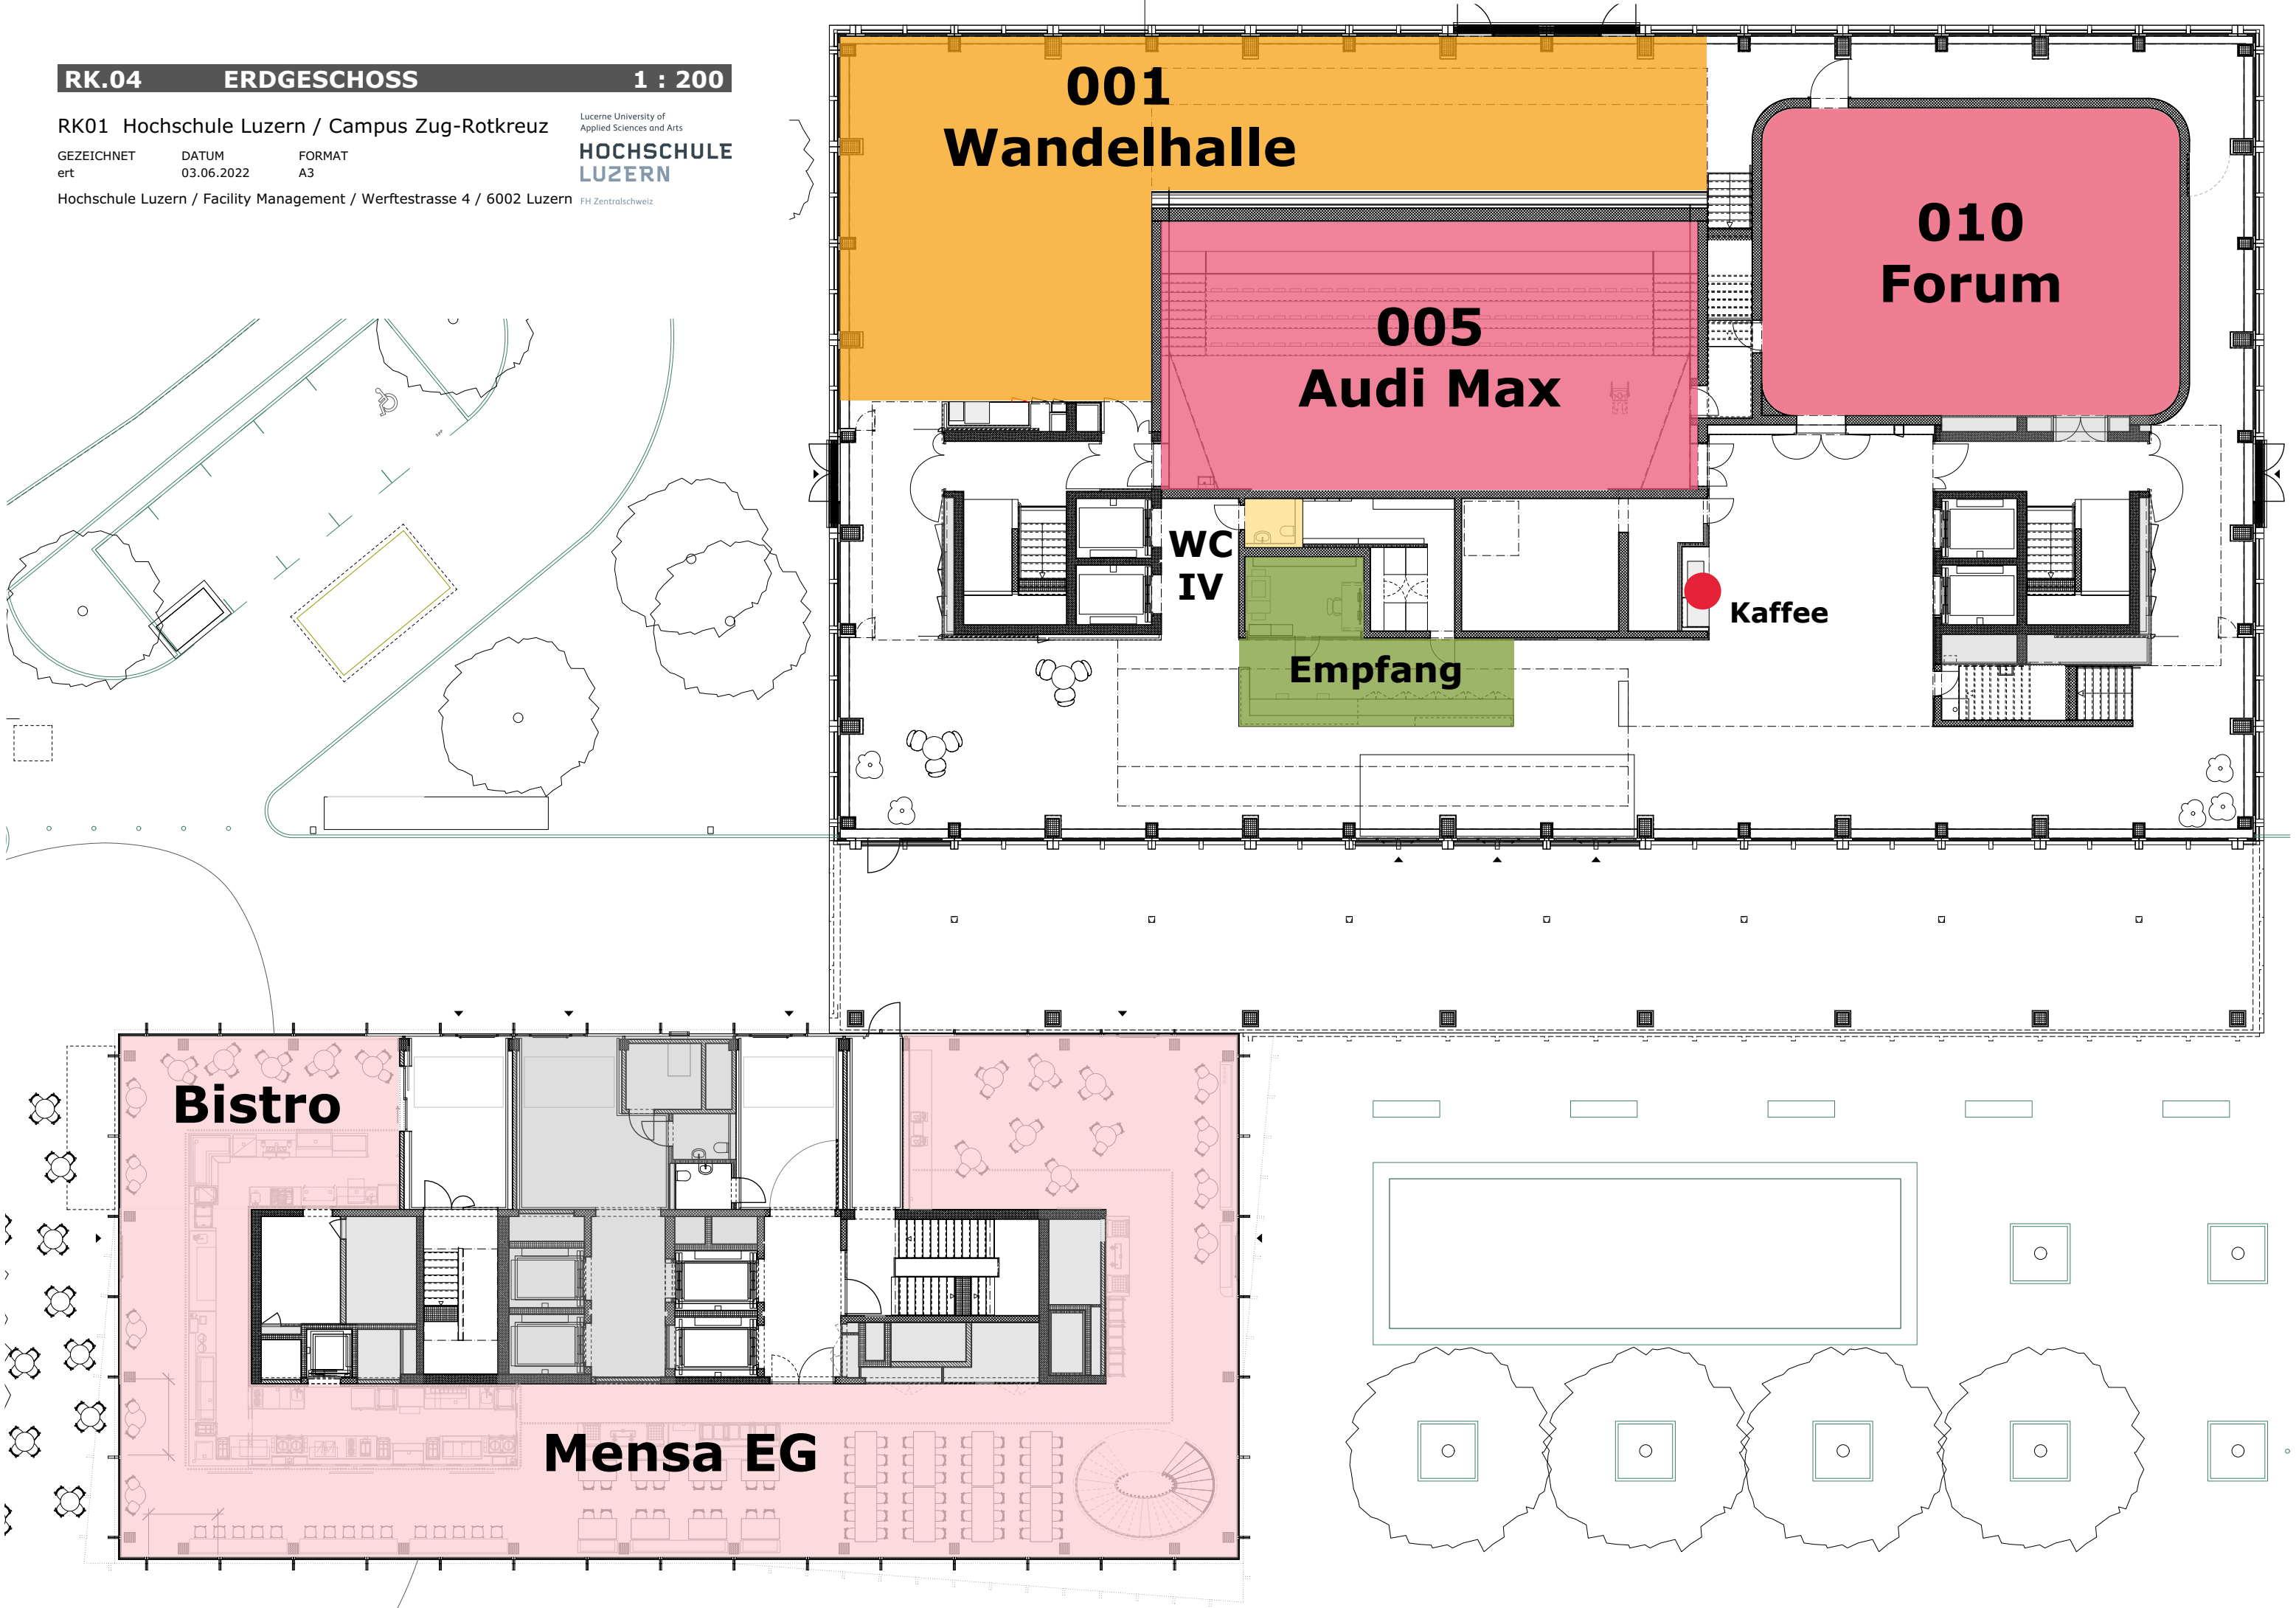 RK.04 ERDGESCHOSS 1 : 200
RK01 Hochschule Luzern / Campus Zug-Rotkreuz
GEZEICHNET DATUM FORMAT
ert 03.06.2022 A3
Hochschule Luzern / Facility Management / Werftestrasse 4 / 6002 Luzern
Lucerne University of
Applied Sciences and Arts
HOCHSCHULE
LUZERN
FH Zentralschweiz
001
Wandelhalle
010
Forum
005
Audi Max
WC
IV
Kaffee
Empfang
Bistro
Mensa EG